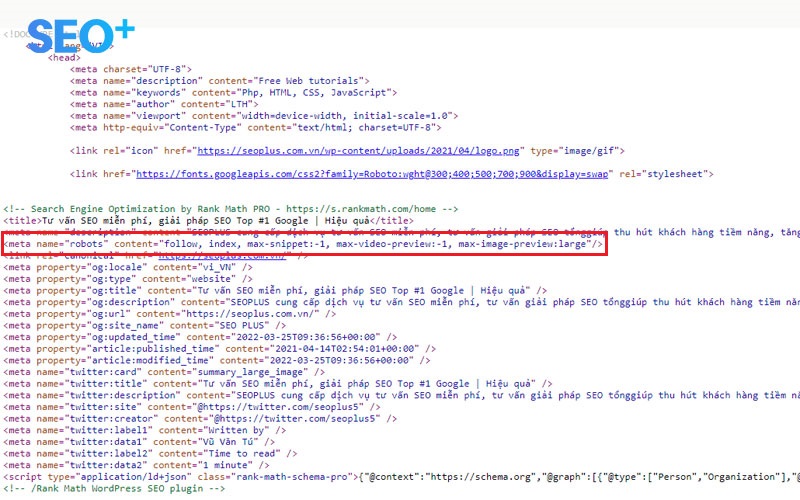 SEO+
<!DOC
<head>
<meta charset="UTF-8">
<meta name="description" content="Free Web tutorials">
<meta name="keywords" content="Php, HTML, CSS, JavaScript">
<meta name="author" content="LTH">
<meta name="viewport" content="width=device-width, initial-scale=1.0">
<meta http-equiv="Content-Type" content="text/html; charset=UTF-8">
<link rel="icon" href="https://seoplus.com.vn/wp-content/uploads/2021/04/logo.png" type="image/gif">
<link href="https://fonts.googleapis.com/css2?family=Roboto:wght@300;400;500;700;900&display=swap" rel="stylesheet">
<!-- Search Engine Optimization by Rank Math PRO - https://s.rankmath.com/home -->
<title>Tư vấn SEO miễn phí, giải pháp SEO Top #1 Google | Hiệu quả</title>
<meta name="description" content="SEOPLUS cung cấp dịch vụ tư vấn SEO miễn phí, tư vấn giải pháp SEO tổnggiúp thu hút khách hàng tiềm năng, tăng
<meta name="robots" content="follow, index, max-snippet:-1, max-video-preview:-1, max-image-preview:large"/>
<link rel="canonical" href="https://seoplus.com.vn/" />
<meta property="og:locale" content="vi_VN" />
<meta property="og:type" content="website" />
<meta property="og:title" content="Tư vấn SEO miễn phí, giải pháp SEO Top #1 Google | Hiệu quả" />
<meta property="og:description" content="SEOPLUS cung cấp dịch vụ tư vấn SEO miễn phí, tư vấn giải pháp SEO tổnggiúp thu hút khách hàng tiềm năn
<meta property="og:url" content="https://seoplus.com.vn/" />
<meta property="og:site_name" content="SEO PLUS" />
<meta property="og:updated_time" content="2022-03-25T09:36:56+00:00" />
<meta property="article:published_time" content="2021-04-14T02:54:01+00:00" />
<meta property="article:modified_time" content="2022-03-25T09:36:56+00:00" />
<meta name="twitter:card" content="summary_large_image" />
<meta name="twitter:title" content="Tư vấn SEO miễn phí, giải pháp SEO Top #1 Google | Hiệu quả" />
<meta name="twitter:description" content="SEOPLUS cung cấp dịch vụ tư vấn SEO miễn phí, tư vấn giải pháp SEO tổnggiúp thu hút khách hàng tiềm năn
<meta name="twitter:site" content="@https://twitter.com/seoplus5" />
<meta name="twitter:creator" content="@https://twitter.com/seoplus5" />
<meta name="twitter:label1" content="Written by" />
<meta name="twitter:data1" content="Vũ Văn Tú" />
<meta name="twitter:label2" content="Time to read" />
<meta name="twitter:data2" content="1 minute" />
<script type="application/ld+json" class="rank-math-schema-pro">{"@context":"https://schema.org","@graph":[{"@type":["Person","Organization"],"@
<!-- /Rank Math WordPress SEO plugin -->